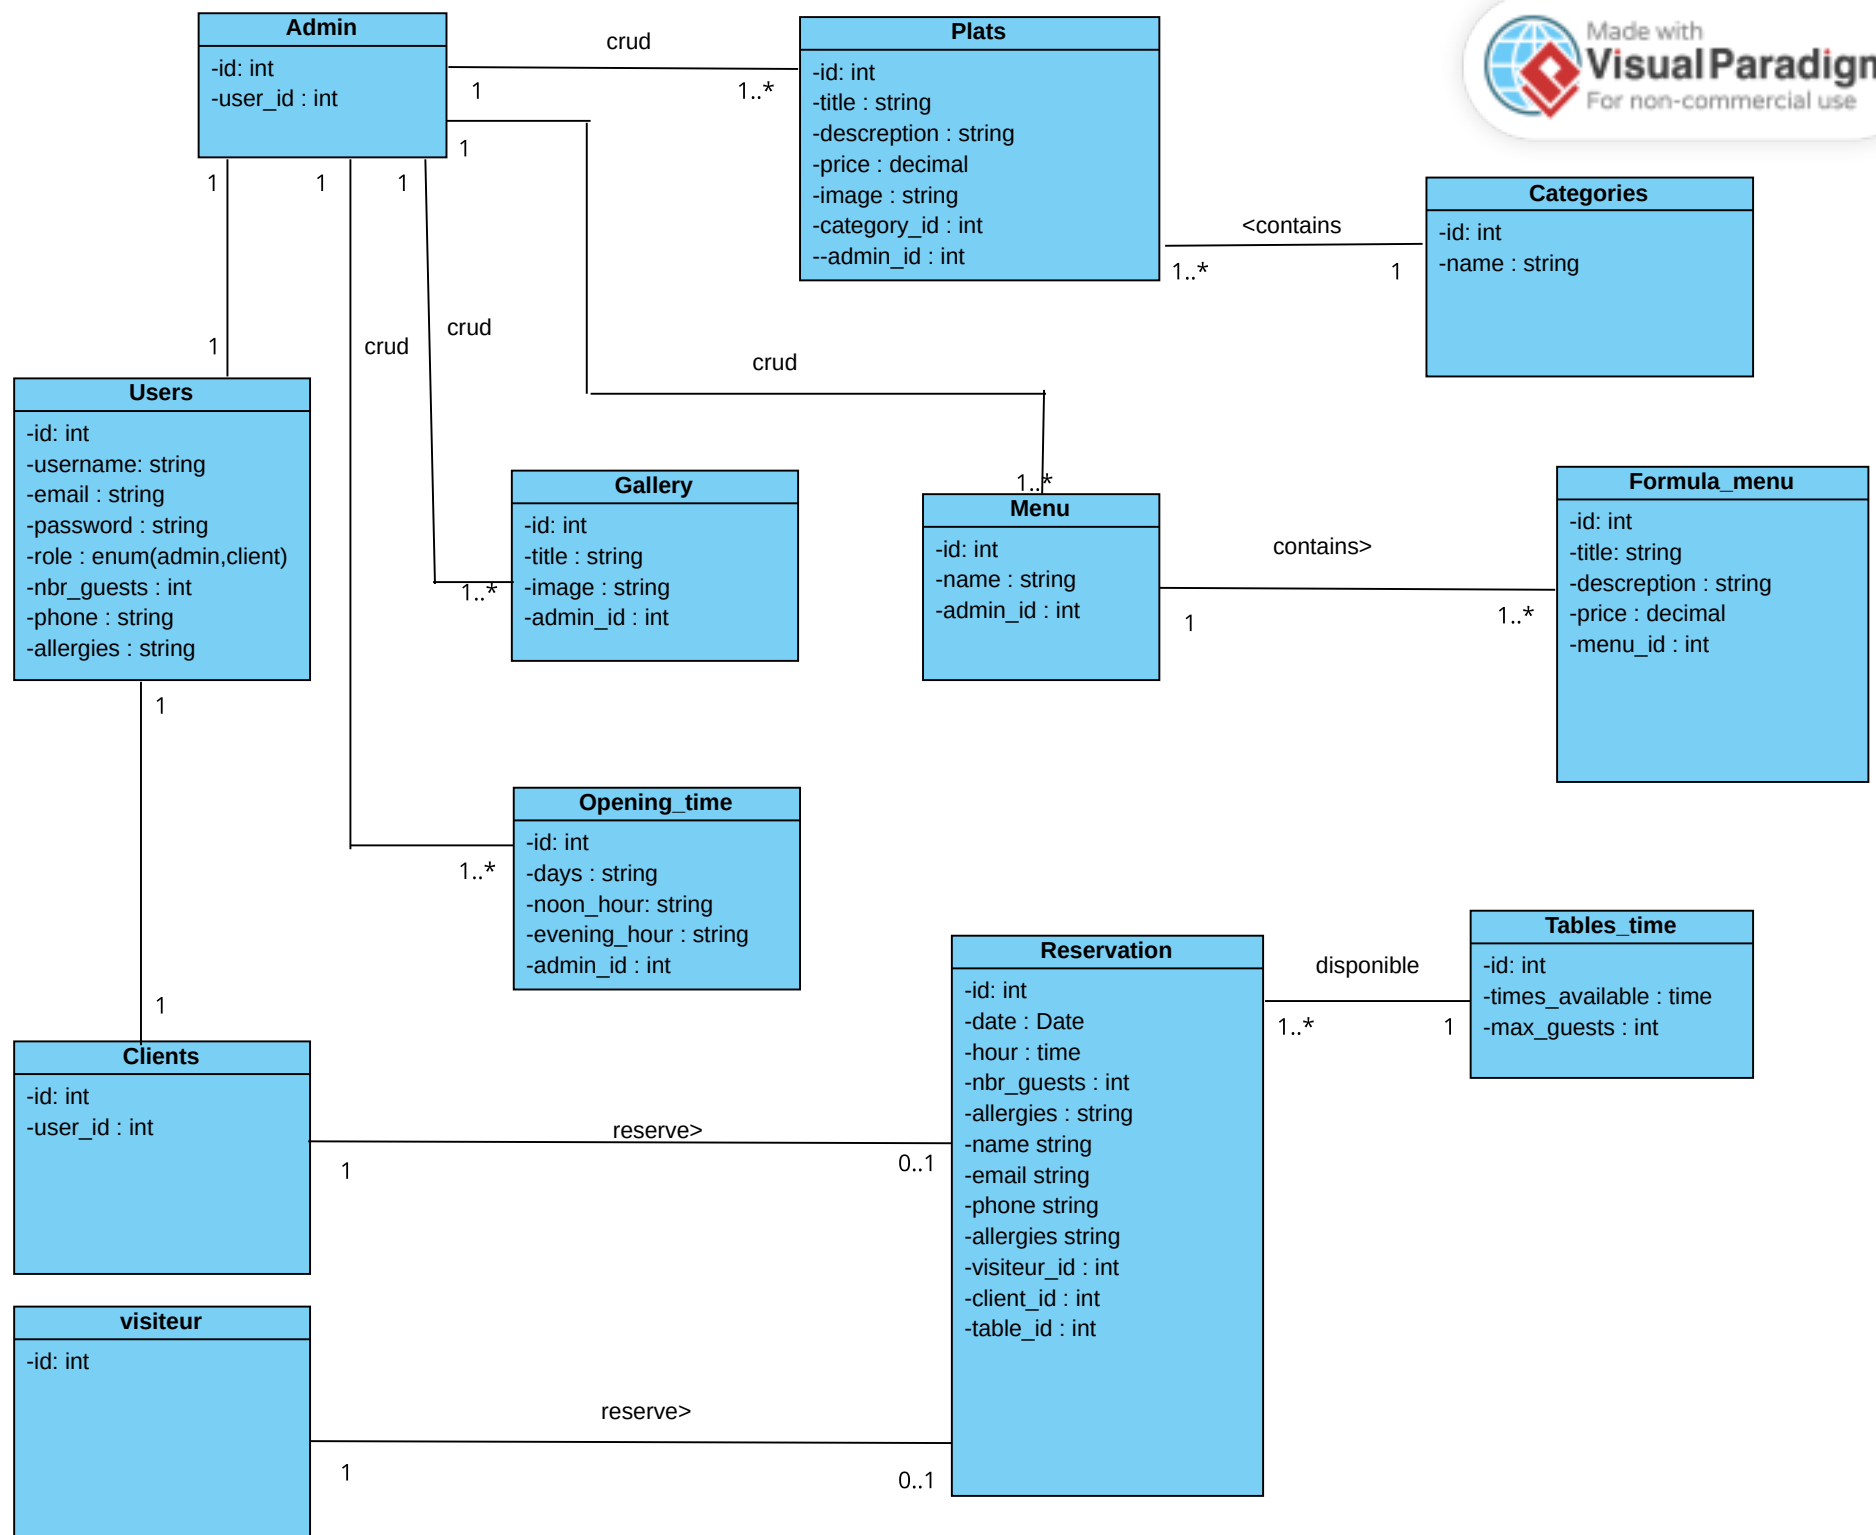 Admin
-id: int
-user_id : int
crud
1
1..*
Plats
-id: int
-title : string
-descreption : string
-price : decimal
-image : string
-category_id : int
--admin_id : int
Made with
Visual Paradigm
For non-commercial use
1
1
1
1
<contains
1..*
1
Categories
-id: int
-name : string
crud
crud
crud
1
Users
-id: int
-username: string
-email : string
-password : string
-role : enum(admin,client)
-nbr_guests : int
-phone : string
-allergies : string
Gallery
-id: int
-title : string
-image : string
-admin_id : int
1..*
1..*
Menu
-id: int
-name : string
-admin_id : int
contains>
1
1..*
Formula_menu
-id: int
-title: string
-descreption : string
-price : decimal
-menu_id : int
1
Opening_time
-id: int
-days : string
-noon_hour: string
-evening_hour : string
-admin_id : int
1..*
1
Reservation
-id: int
-date : Date
-hour : time
-nbr_guests : int
-allergies : string
-name string
-email string
-phone string
-allergies string
-visiteur_id : int
-client_id : int
-table_id : int
disponible
1..*
1
Tables_time
-id: int
-times_available : time
-max_guests : int
Clients
-id: int
-user_id : int
reserve>
1
0..1
visiteur
-id: int
reserve>
1
0..1